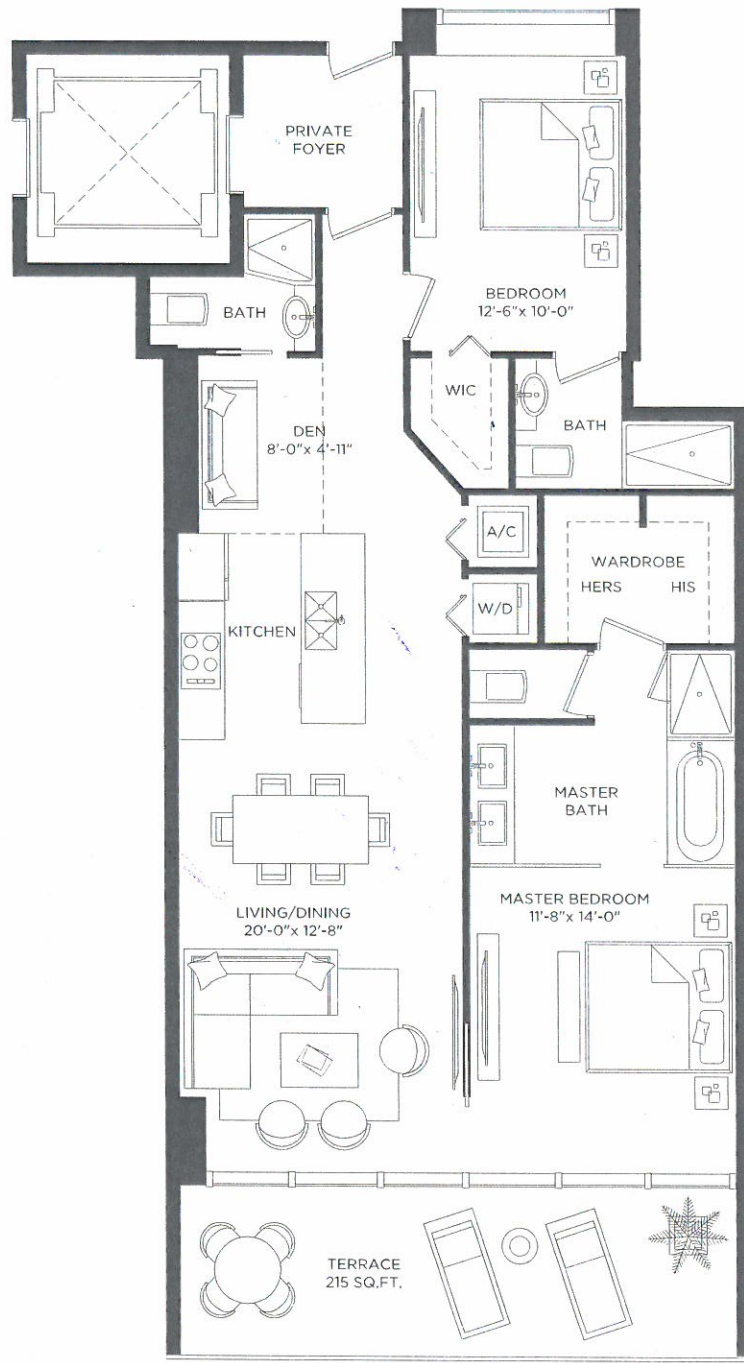 PRIVATE
FOYER
BATH
BEDROOM
12'-6" x 10'-0"
WIC
BATH
DEN
8'-0" x 4'-11"
A/C
WARDROBE
HERS HIS
W/D
KITCHEN
MASTER
BATH
LIVING/DINING
20'-0" x 12'-8"
MASTER BEDROOM
11'-8" x 14'-0"
TERRACE
215 SQ.FT.